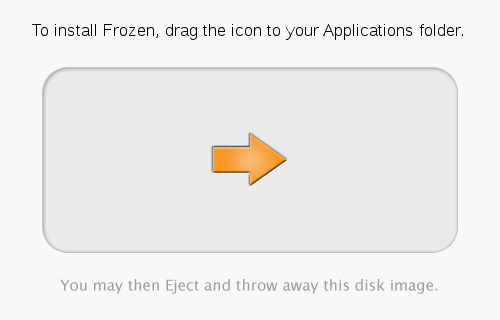 To install Frozen, drag the icon to your Applications folder.
You may then Eject and throw away this disk image.